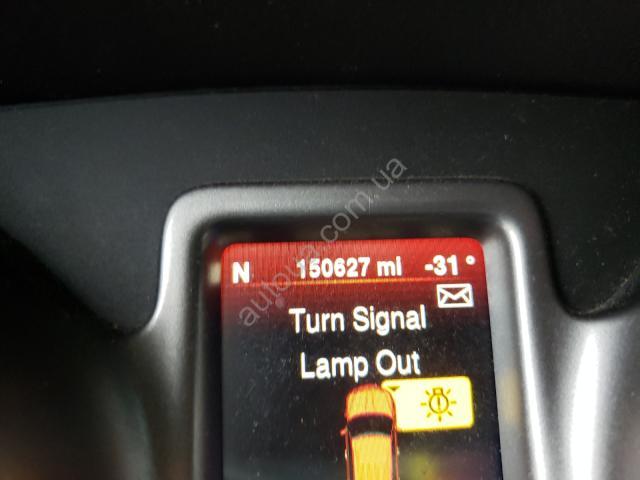 N 150627 mi -31°
Turn Signal
Lamp Out
autoua.com.ua